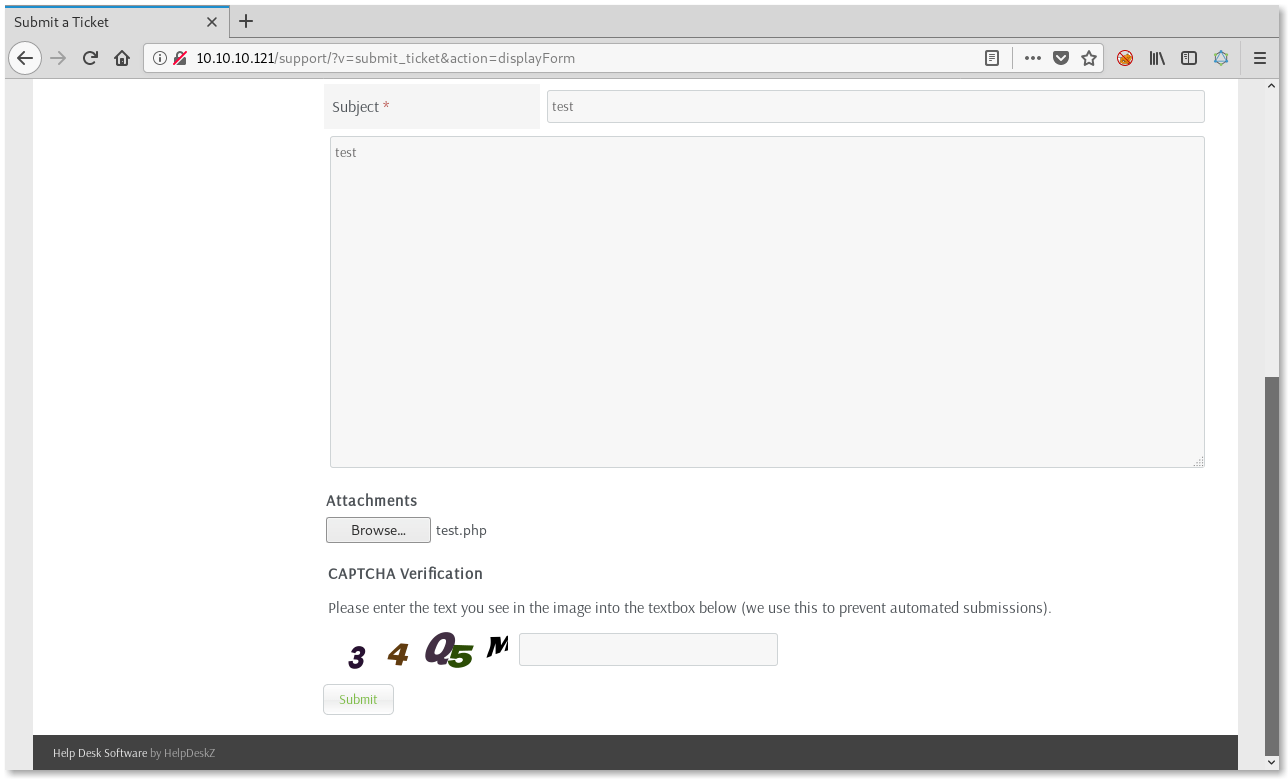 Submit a Ticket
10.10.10.121/support/?v=submit_ticket&action=displayForm
Subject * test
test
Attachments
Browse... test.php
CAPTCHA Verification
Please enter the text you see in the image into the textbox below (we use this to prevent automated submissions).
3 4 Q5 M
Submit
Help Desk Software by HelpDeskZ